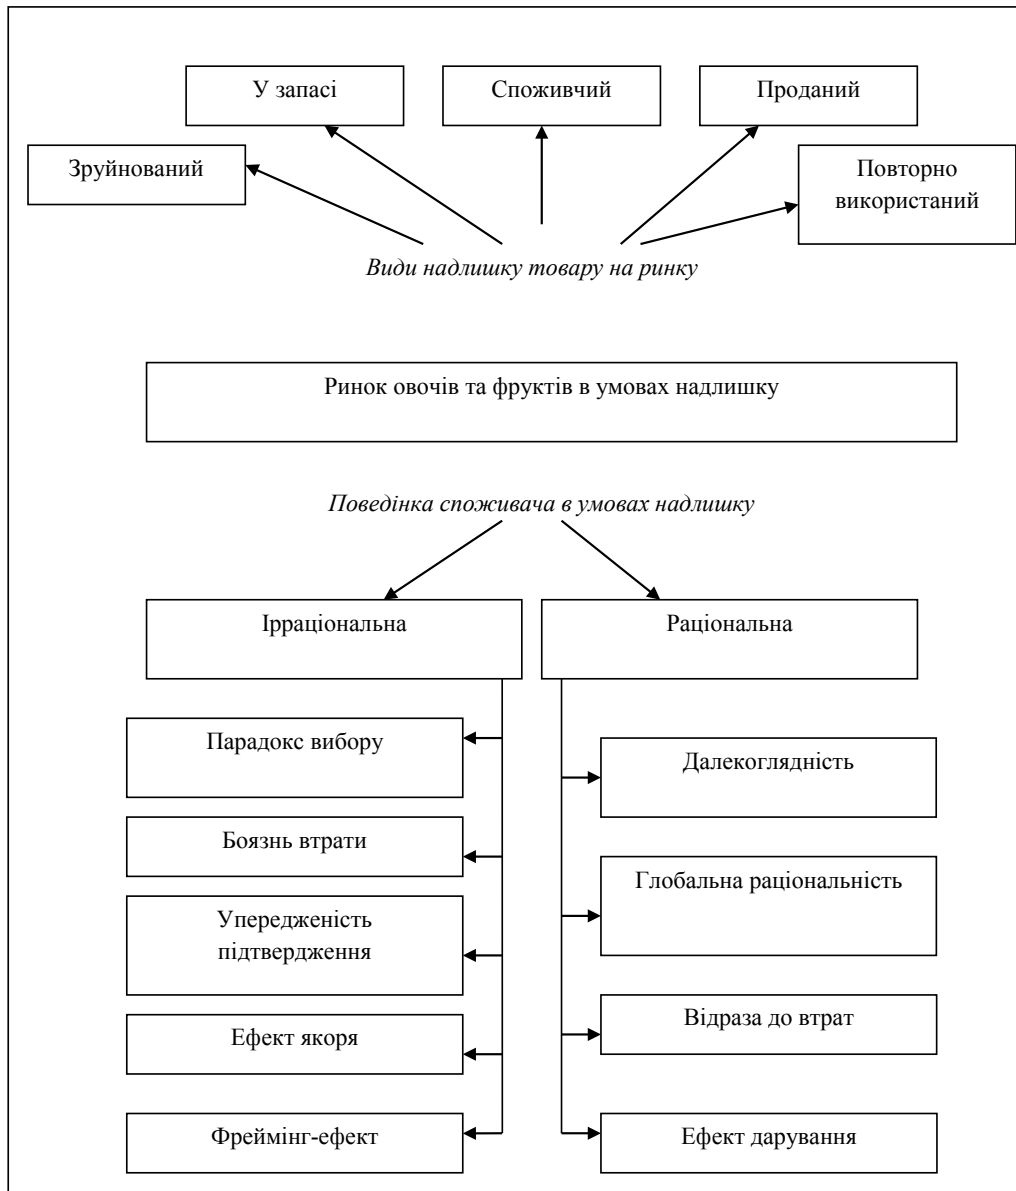 У запасі
Споживчий
Проданий
Зруйнований
Повторно
використаний
Види надлишку товару на ринку
Ринок овочів та фруктів в умовах надлишку
Поведінка споживача в умовах надлишку
Ірраціональна
Раціональна
Парадокс вибору
Боязнь втрати
Упередженість
підтвердження
Ефект якоря
Фреймінг-ефект
Далекоглядність
Глобальна раціональність
Відраза до втрат
Ефект дарування